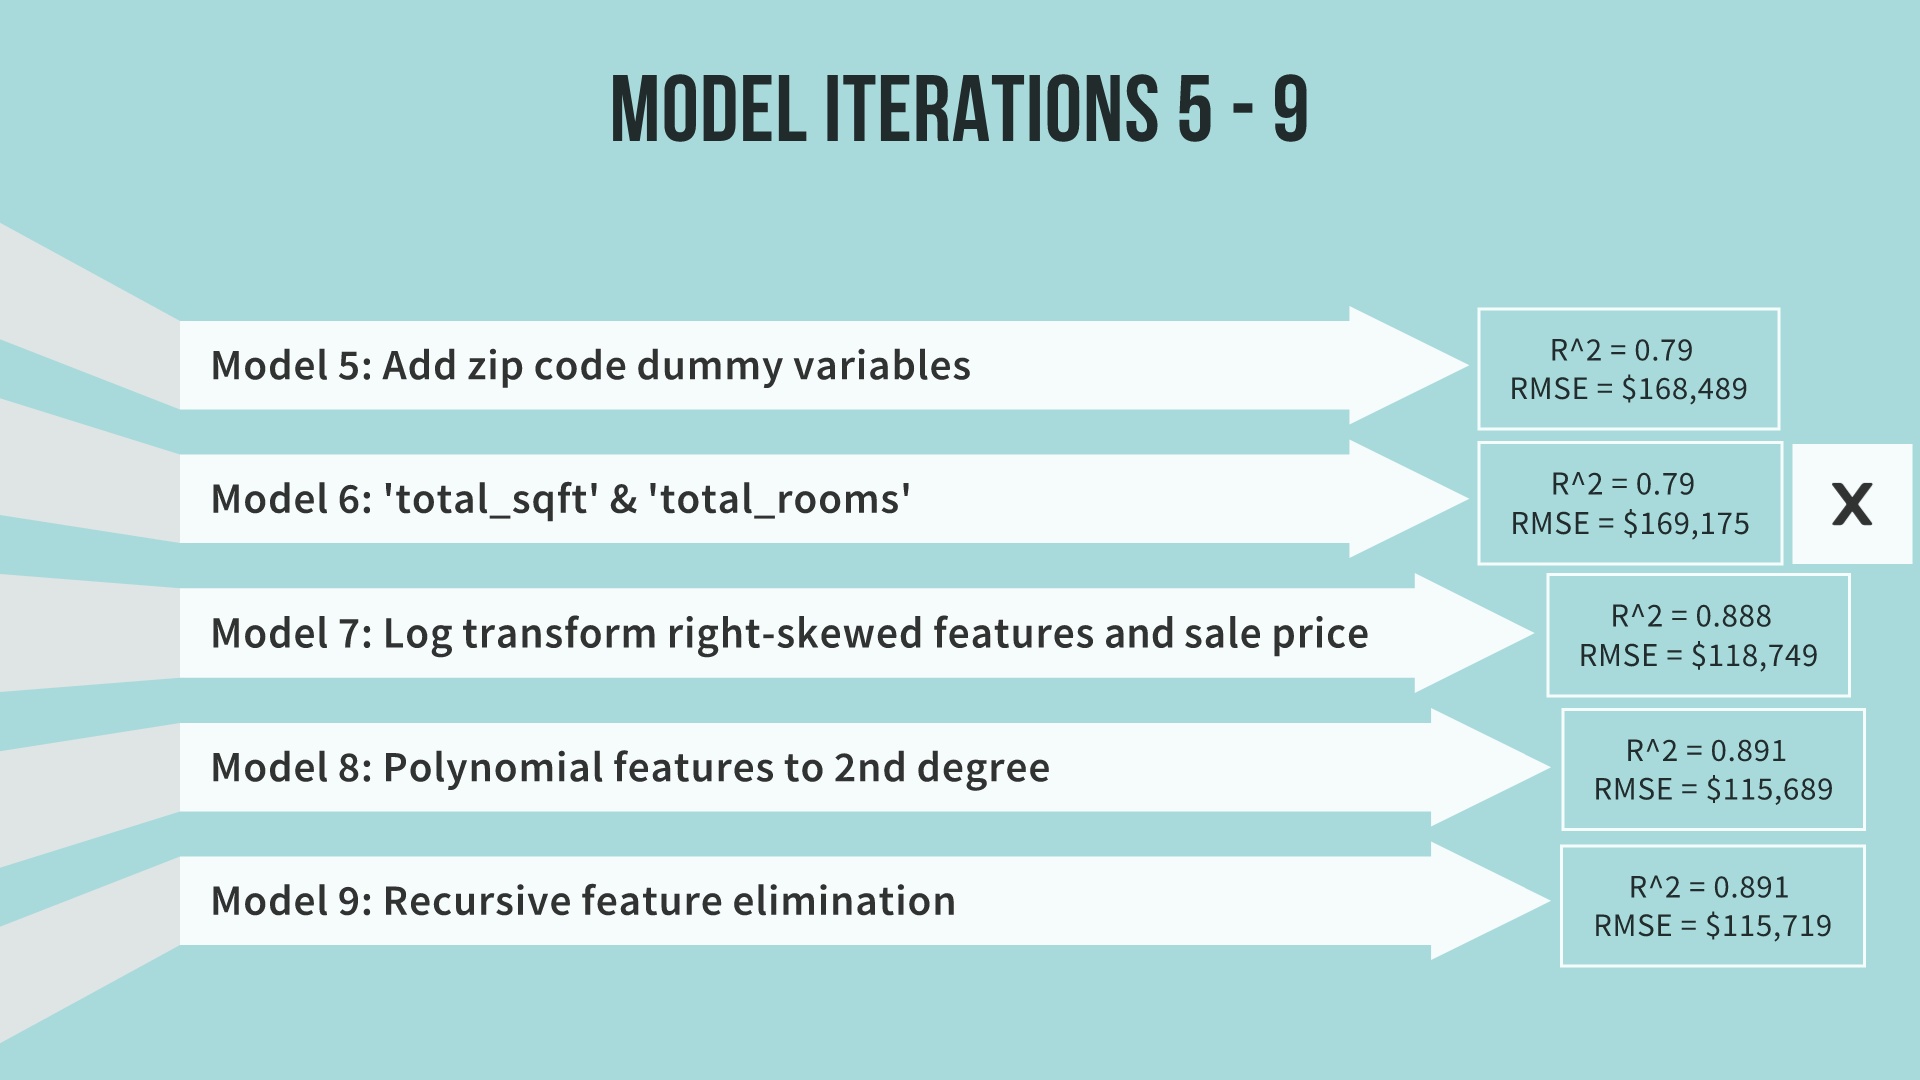 MODEL ITERATIONS 5 - 9
Model 5: Add zip code dummy variables
R^2 = 0.79
RMSE = $168,489
Model 6: 'total_sqft' & 'total_rooms'
R^2 = 0.79
RMSE = $169,175
X
Model 7: Log transform right-skewed features and sale price
R^2 = 0.888
RMSE = $118,749
Model 8: Polynomial features to 2nd degree
R^2 = 0.891
RMSE = $115,689
Model 9: Recursive feature elimination
R^2 = 0.891
RMSE = $115,719